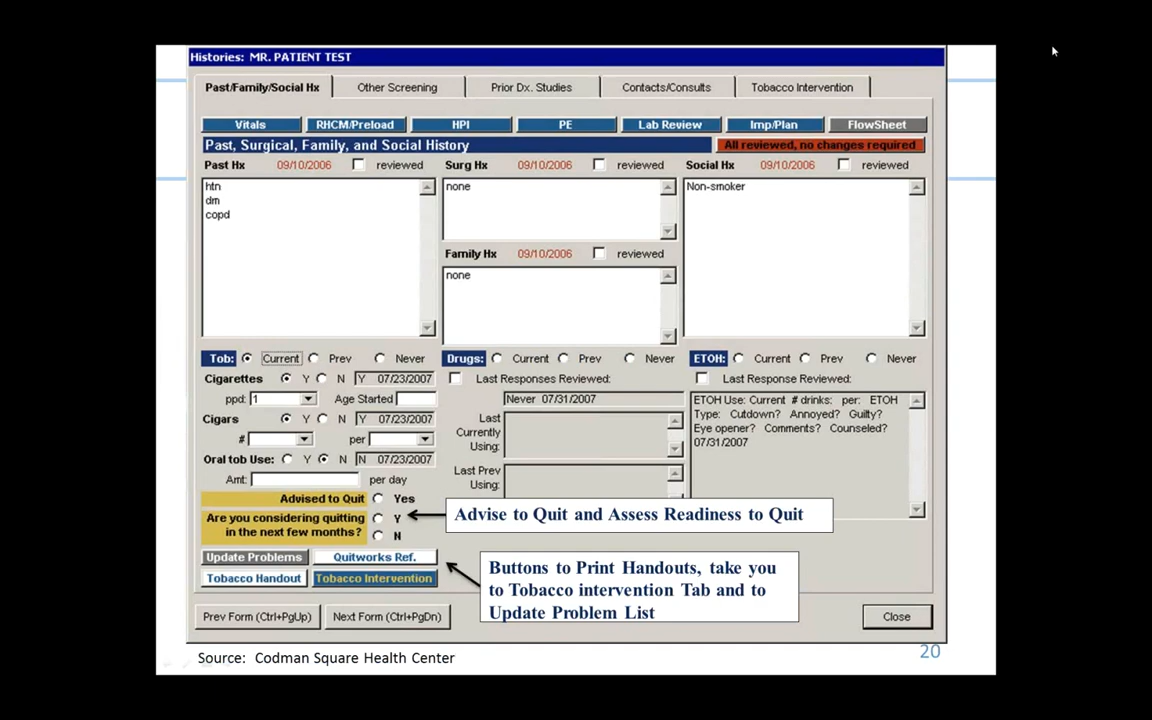 Histories: MR. PATIENT TEST
Past/Family/Social Hx Other Screening Prior Dx. Studies Contacts/Consults Tobacco Intervention
Vitals RHCM/Preload HPI PE Lab Review Imp/Plan FlowSheet
Past, Surgical, Family, and Social History All reviewed, no changes required
Past Hx 09/10/2006 reviewed Surg Hx 09/10/2006 reviewed Social Hx 09/10/2006 reviewed
htn
dm
copd
none
Family Hx 09/10/2006 reviewed
none
Non-smoker
Tob: Current Prev Never Drugs: Current Prev Never ETOH: Current Prev Never
Cigarettes Y N Y 07/23/2007
ppd: 1 Age Started
Cigars Y N Y 07/23/2007
# per
Oral tob Use: Y N N 07/23/2007
Amt: per day
Last Responses Reviewed:
Never 07/31/2007
Last
Currently
Using:
Last Prev
Using:
Last Response Reviewed:
ETOH Use: Current # drinks: per: ETOH
Type: Cutdown? Annoyed? Guilty?
Eye opener? Comments? Counseled?
07/31/2007
Advised to Quit Yes
Are you considering quitting
in the next few months? Y
N
Advise to Quit and Assess Readiness to Quit
Update Problems Quitworks Ref.
Tobacco Handout Tobacco Intervention
Buttons to Print Handouts, take you
to Tobacco intervention Tab and to
Update Problem List
Prev Form (Ctrl+PgUp) Next Form (Ctrl+PgDn) Close
Source: Codman Square Health Center
20